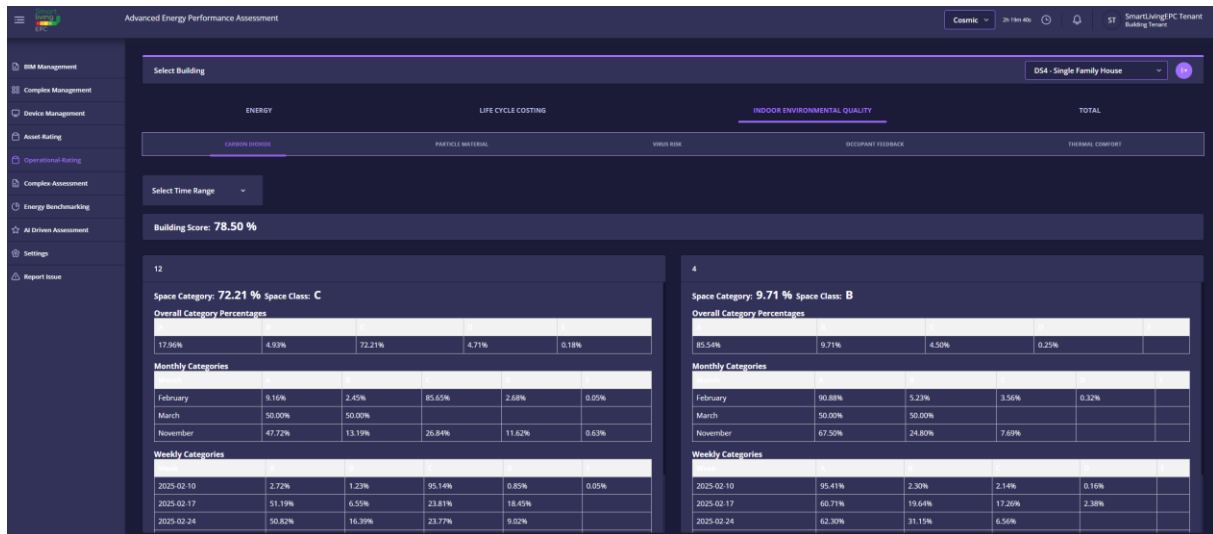 Smart
living
EPC
Advanced Energy Performance Assessment
Cosmic
2h 19m 40s
ST
SmartLivingEPC Tenant
Building Tenant
BIM Management
Complex Management
Device Management
Asset-Rating
Operational-Rating
Complex-Assessment
Energy Benchmarking
AI Driven Assessment
Settings
Report Issue
Select Building
DS4 - Single Family House
ENERGY
LIFE CYCLE COSTING
INDOOR ENVIRONMENTAL QUALITY
TOTAL
CARBON DIOXIDE
PARTICLE MATERIAL
VIRUS RISK
OCCUPANT FEEDBACK
THERMAL COMFORT
Select Time Range
Building Score: 78.50 %
12
Space Category: 72.21 % Space Class: C
Overall Category Percentages
17.96% 4.93% 72.21% 4.71% 0.18%
Monthly Categories
February 9.16% 2.45% 85.65% 2.68% 0.05%
March 50.00% 50.00%
November 47.72% 13.19% 26.84% 11.62% 0.63%
Weekly Categories
2025-02-10 2.72% 1.23% 95.14% 0.85% 0.05%
2025-02-17 51.19% 6.55% 23.81% 18.45%
2025-02-24 50.82% 16.39% 23.77% 9.02%
4
Space Category: 9.71 % Space Class: B
Overall Category Percentages
85.54% 9.71% 4.50% 0.25%
Monthly Categories
February 90.88% 5.23% 3.56% 0.32%
March 50.00% 50.00%
November 67.50% 24.80% 7.69%
Weekly Categories
2025-02-10 95.41% 2.30% 2.14% 0.16%
2025-02-17 60.71% 19.64% 17.26% 2.38%
2025-02-24 62.30% 31.15% 6.56%